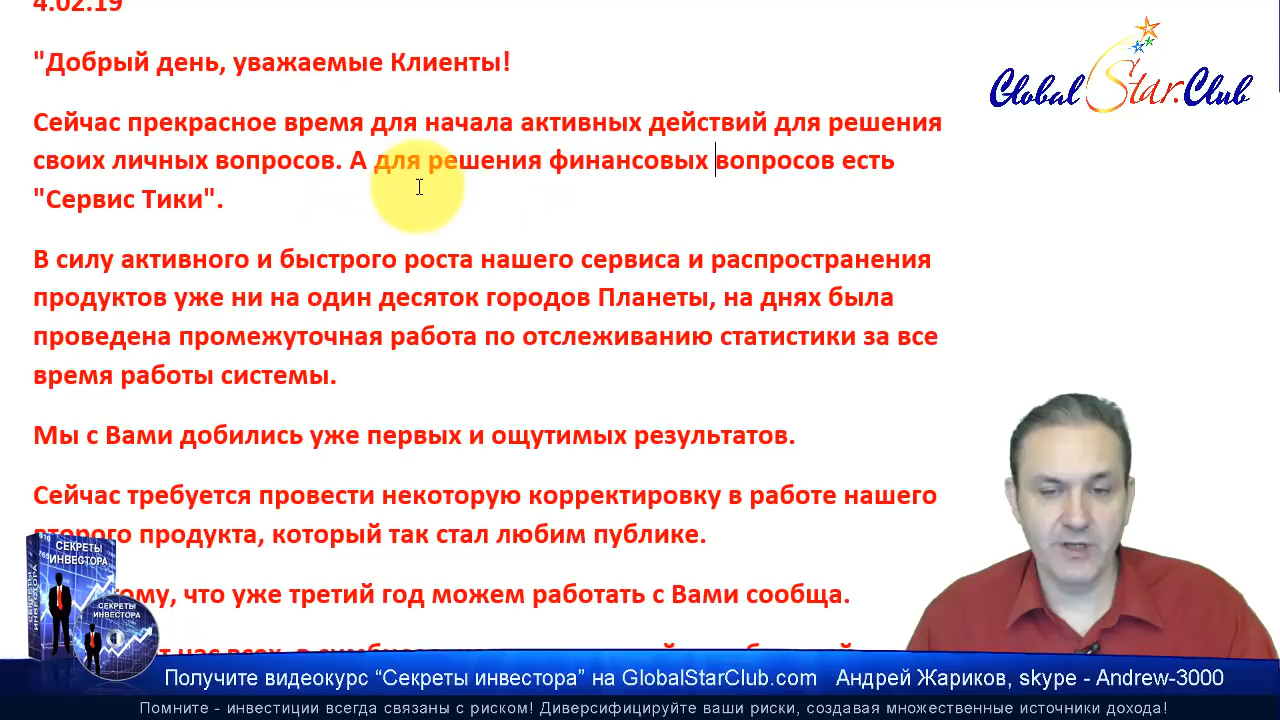 4.02.19
"Добрый день, уважаемые Клиенты!
Сейчас прекрасное время для начала активных действий для решения
своих личных вопросов. А для решения финансовых вопросов есть
"Сервис Тики".
В силу активного и быстрого роста нашего сервиса и распространения
продуктов уже ни на один десяток городов Планеты, на днях была
проведена промежуточная работа по отслеживанию статистики за все
время работы системы.
Мы с Вами добились уже первых и ощутимых результатов.
Сейчас требуется провести некоторую корректировку в работе нашего
второго продукта, который так стал любим публике.
что уже третий год можем работать с Вами сообща.
Global Star.Club
СЕКРЕТЫ
ИНВЕСТОРА
СЕКРЕТЫ
ИНВЕСТОРА
СЕКРЕТЫ
ИНВЕСТОРА
Получите видеокурс “Секреты инвестора” на GlobalStarClub.com Андрей Жариков, skype - Andrew-3000
Помните - инвестиции всегда связаны с риском! Диверсифицируйте ваши риски, создавая множественные источники дохода!